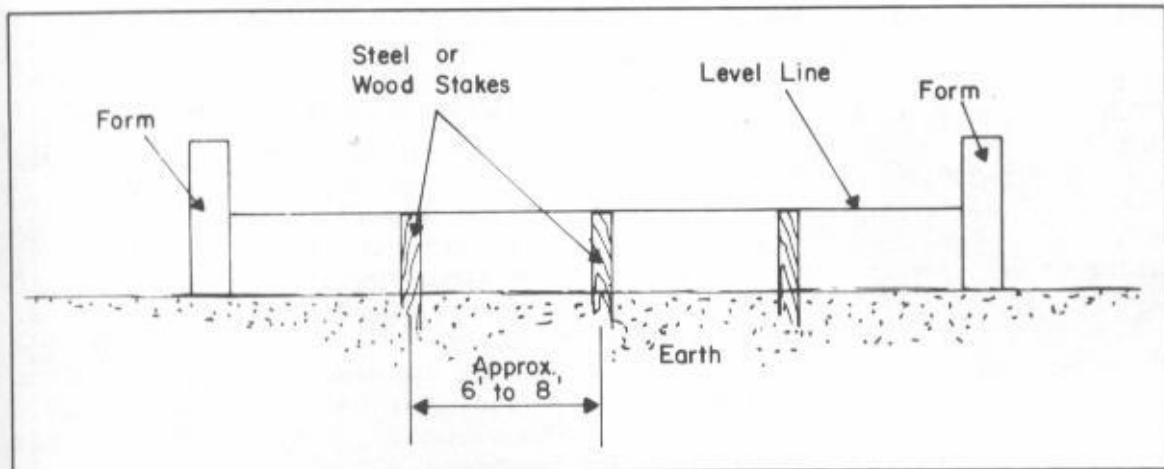 Steel or
Wood Stakes
Level Line
Form
Form
Earth
Approx.
6' to 8'